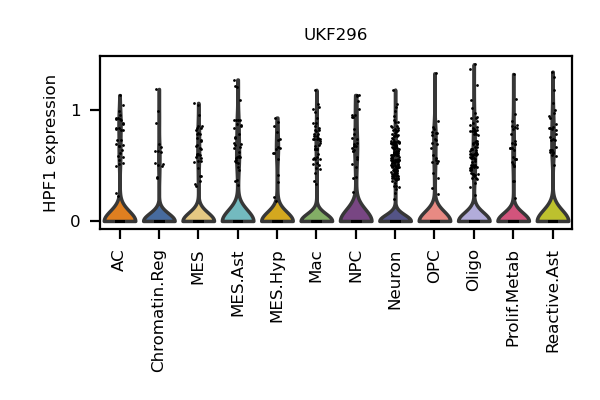 UKF296
HPF1 expression
1
0
AC
Chromatin.Reg
MES
MES.Ast
MES.Hyp
Mac
NPC
Neuron
OPC
Oligo
Prolif.Metab
Reactive.Ast